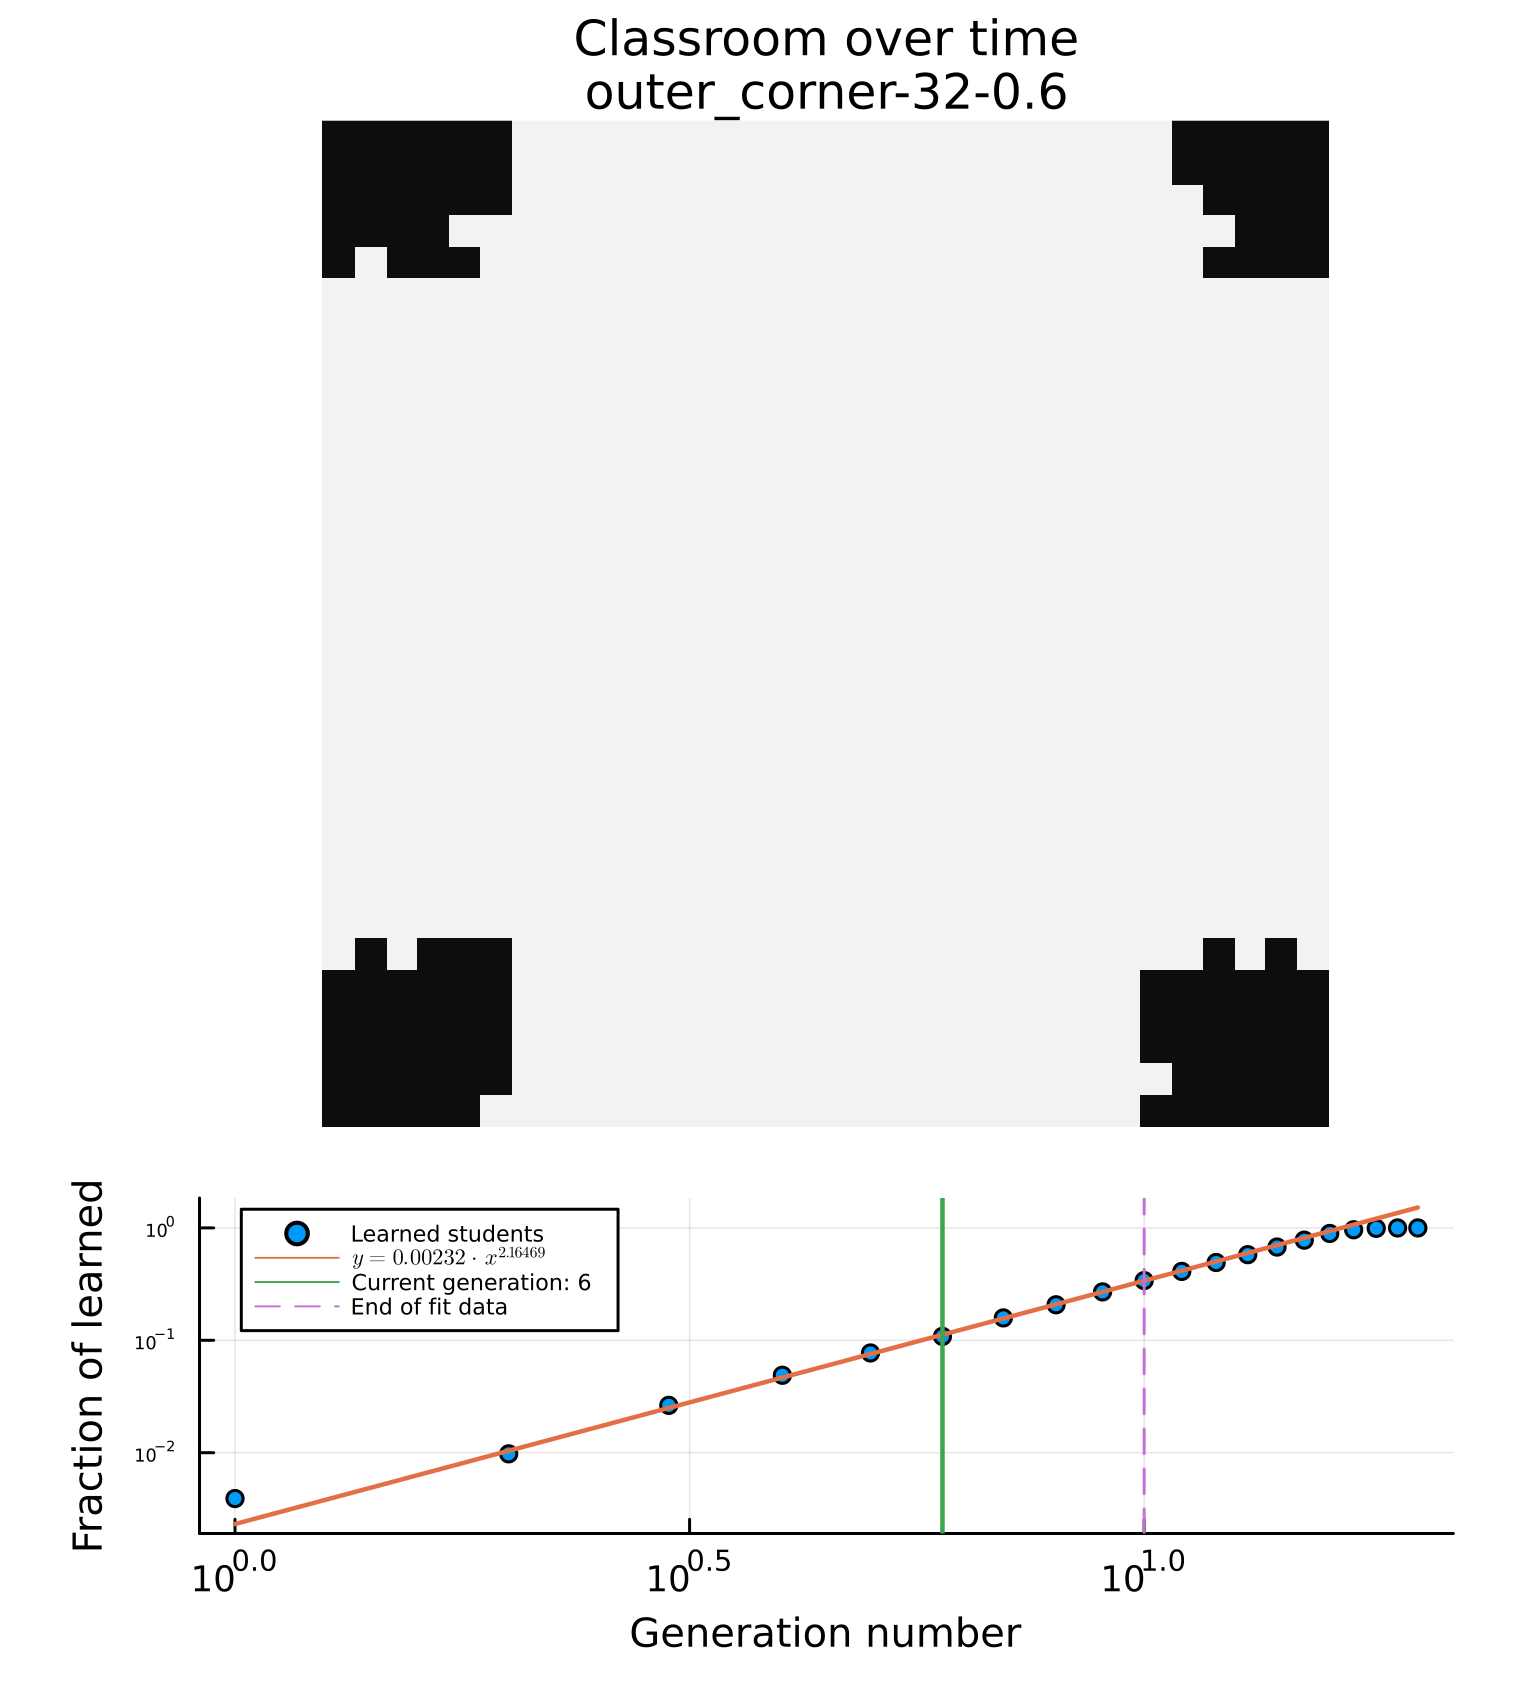 Classroom over time
outer_corner-32-0.6
Fraction of learned
10^0
10^-1
10^-2
Learned students
y = 0.00232 · x^2.16469
Current generation: 6
End of fit data
10^0.0
10^0.5
10^1.0
Generation number